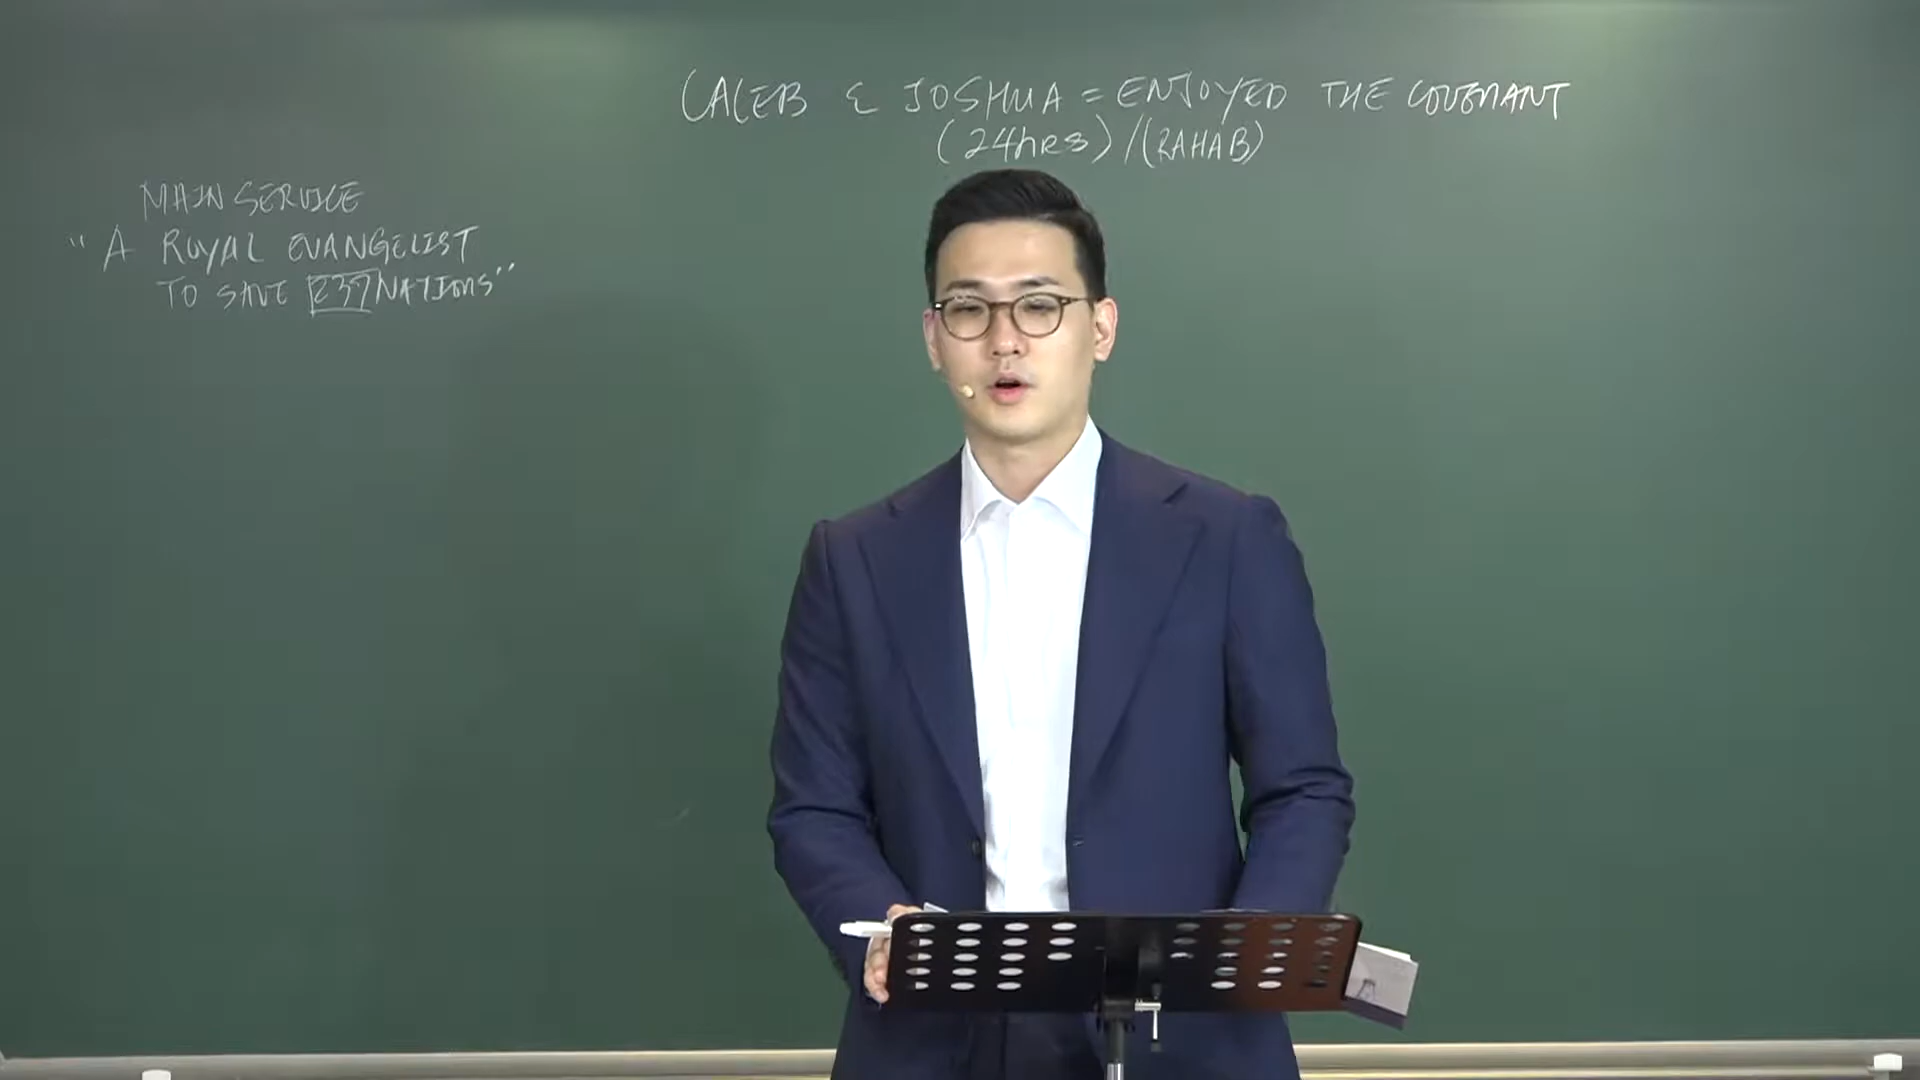 CALEB & JOSHUA = ENJOYED THE COVENANT
(24hrs) / (RAHAB)
MAIN SERVICE
"A ROYAL EVANGELIST
TO SAVE 237 NATIONS"